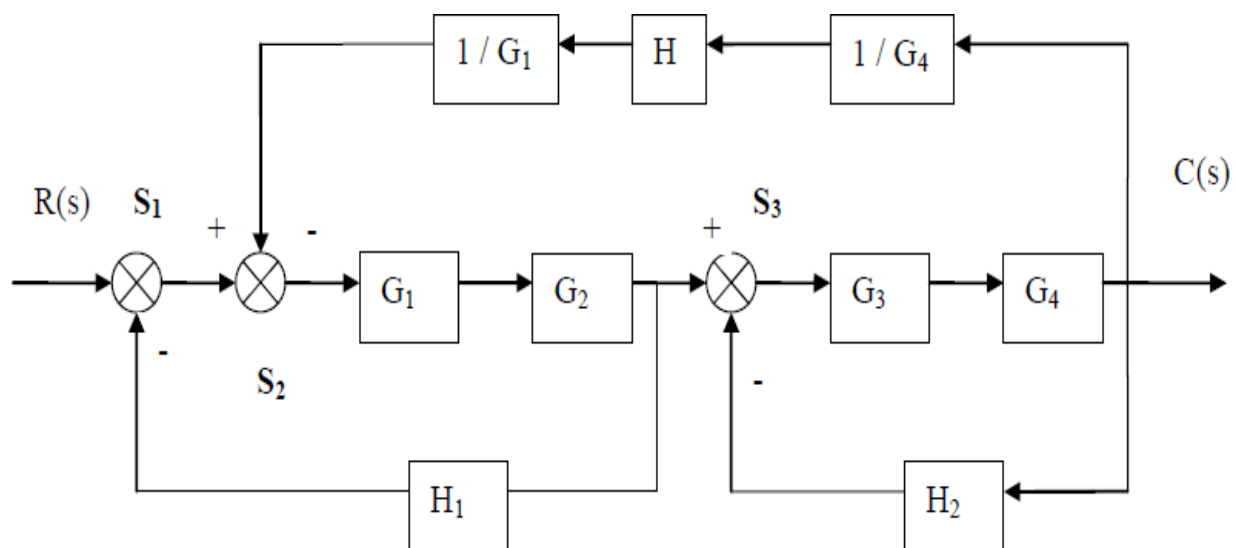 1 / G₁
H
1 / G₄
R(s)
S₁
+
-
+
S₃
C(s)
G₁
G₂
G₃
G₄
-
S₂
-
H₁
H₂